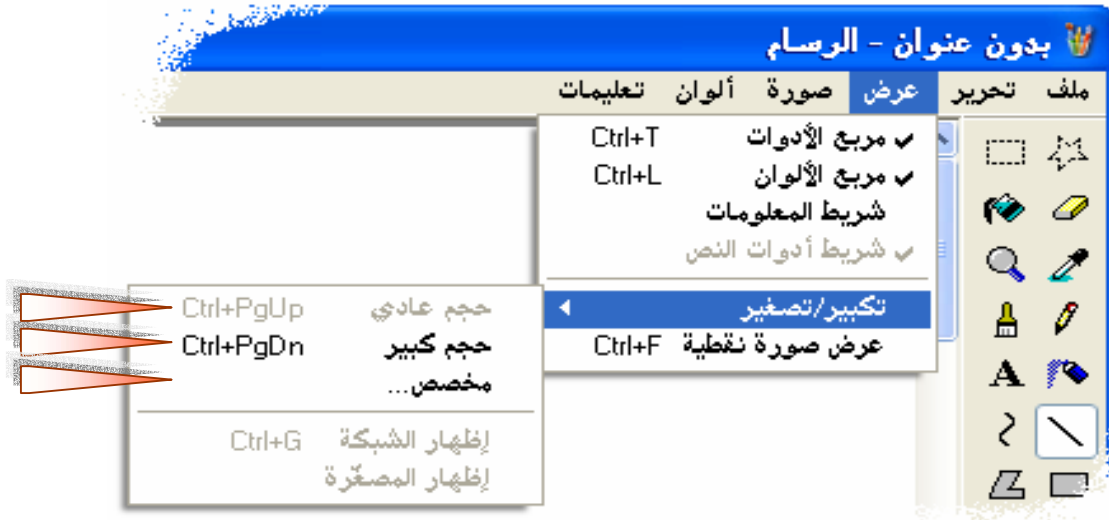 بدون عنوان - الرسام
ملف تحرير عرض صورة ألوان تعليمات
مربع الأدوات Ctrl+T
مربع الألوان Ctrl+L
شريط المعلومات
شريط أدوات النص
تكبير/تصغير
عرض صورة نقطية Ctrl+F
حجم عادي Ctrl+PgUp
حجم كبير Ctrl+PgDn
مخصص...
إظهار الشبكة Ctrl+G
إظهار المصغّرة
A